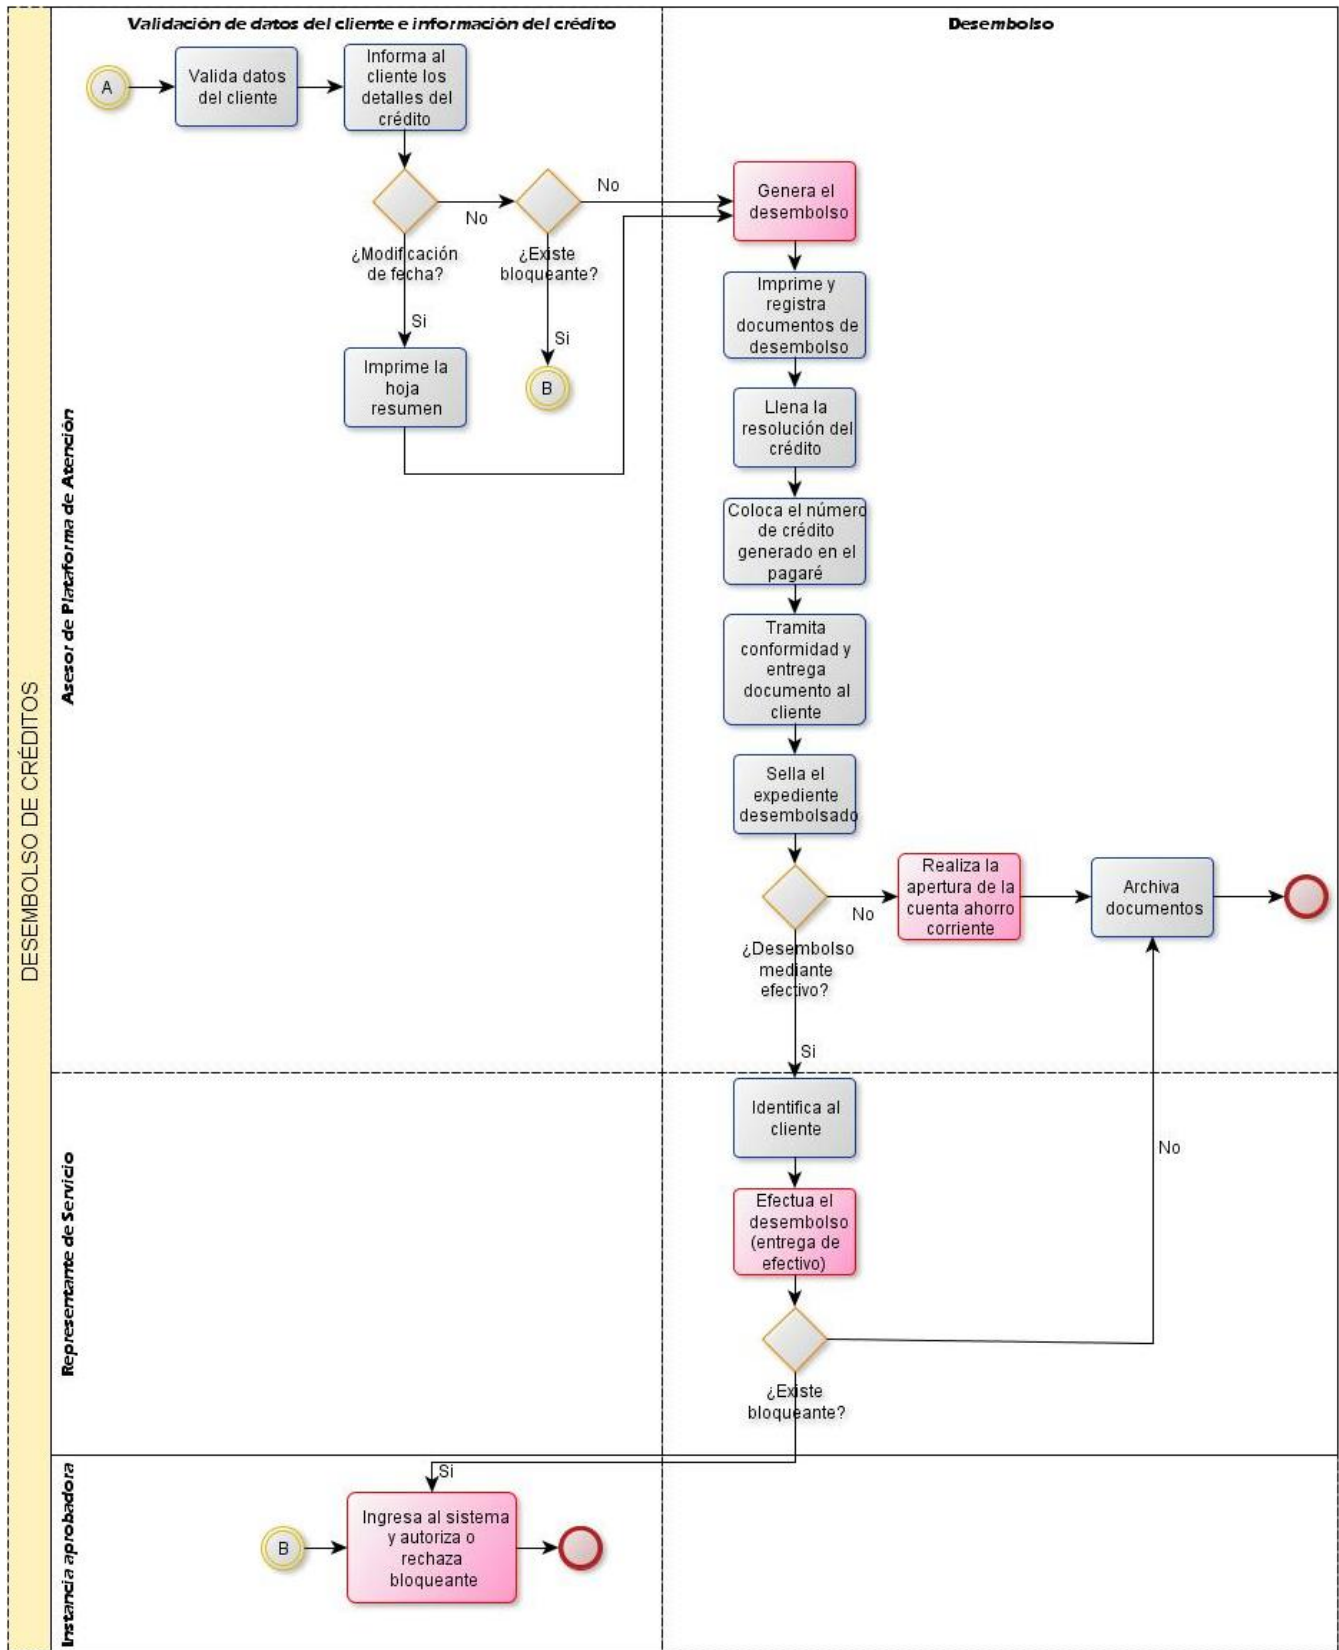 DESEMBOLSO DE CRÉDITOS
Validación de datos del cliente e información del crédito
Desembolso
Asesor de Plataforma de Atención
A
Valida datos
del cliente
Informa al
cliente los
detalles del
crédito
¿Modificación
de fecha?
No
Si
¿Existe
bloqueante?
No
Si
B
Imprime la
hoja
resumen
Genera el
desembolso
Imprime y
registra
documentos de
desembolso
Llena la
resolución del
crédito
Coloca el número
de crédito
generado en el
pagaré
Tramita
conformidad y
entrega
documento al
cliente
Sella el
expediente
desembolsado
¿Desembolso
mediante
efectivo?
No
Si
Realiza la
apertura de la
cuenta ahorro
corriente
Archiva
documentos
Representante de Servicio
Identifica al
cliente
Efectua el
desembolso
(entrega de
efectivo)
¿Existe
bloqueante?
No
Si
Instancia aprobadora
B
Ingresa al sistema
y autoriza o
rechaza
bloqueante